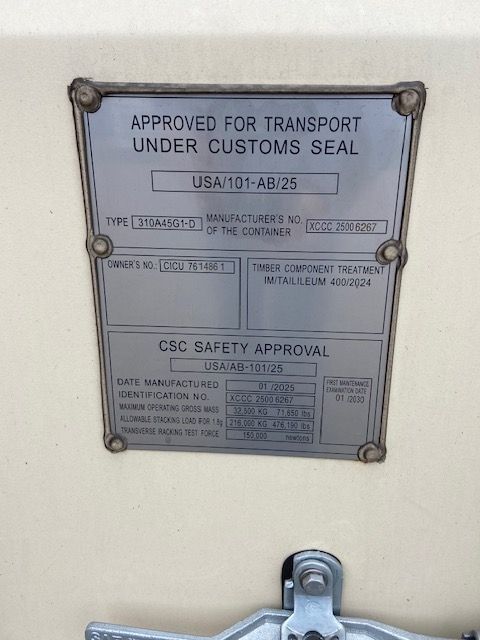 APPROVED FOR TRANSPORT
UNDER CUSTOMS SEAL
USA/101-AB/25
TYPE 310A45G1-D MANUFACTURER'S NO. OF THE CONTAINER XCCC 25006267
OWNER'S NO.: CICU 761486 1
TIMBER COMPONENT TREATMENT
IM/TAILILEUM 400/2024
CSC SAFETY APPROVAL
USA/AB-101/25
DATE MANUFACTURED 01 /2025
IDENTIFICATION NO. XCCC 25006267
MAXIMUM OPERATING GROSS MASS 32,500 KG 71,650 lbs
ALLOWABLE STACKING LOAD FOR 1.8g 216,000 KG 476,190 lbs
TRANSVERSE RACKING TEST FORCE 150,000 newtons
FIRST MAINTENANCE
EXAMINATION DATE
01 /2030